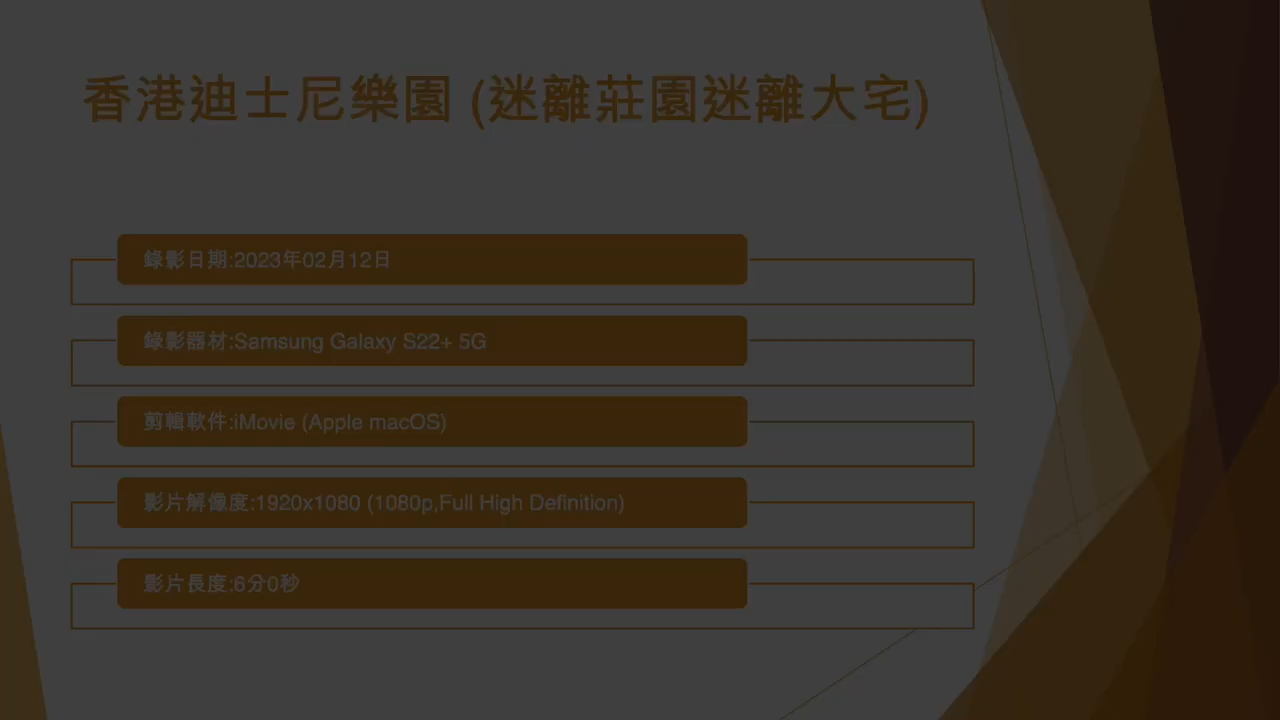 香港迪士尼樂園 (迷離莊園迷離大宅)
錄影日期:2023年02月12日
錄影器材:Samsung Galaxy S22+ 5G
剪輯軟件:iMovie (Apple macOS)
影片解像度:1920x1080 (1080p,Full High Definition)
影片長度:6分0秒